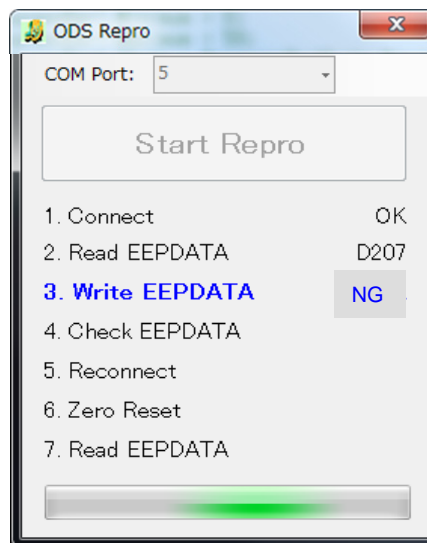 ODS Repro
COM Port: 5
Start Repro
1. Connect OK
2. Read EEPDATA D207
3. Write EEPDATA NG
4. Check EEPDATA
5. Reconnect
6. Zero Reset
7. Read EEPDATA